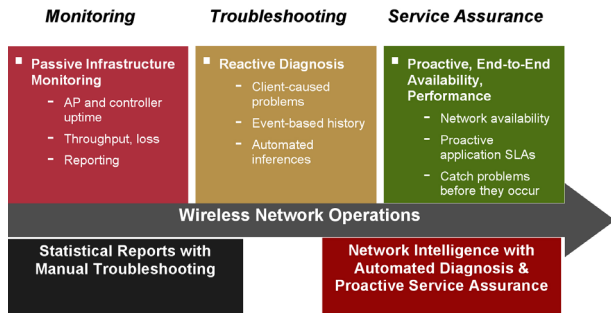 Monitoring
Troubleshooting
Service Assurance
▪ Passive Infrastructure
Monitoring
– AP and controller
uptime
– Throughput, loss
– Reporting
▪ Reactive Diagnosis
– Client-caused
problems
– Event-based history
– Automated
inferences
▪ Proactive, End-to-End
Availability,
Performance
– Network availability
– Proactive
application SLAs
– Catch problems
before they occur
Wireless Network Operations
Statistical Reports with
Manual Troubleshooting
Network Intelligence with
Automated Diagnosis &
Proactive Service Assurance